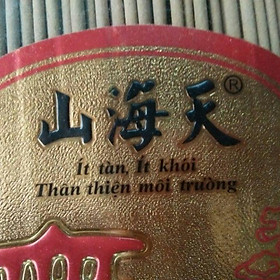 山海天®
Ít tàn, Ít khói
Thân thiện môi trường